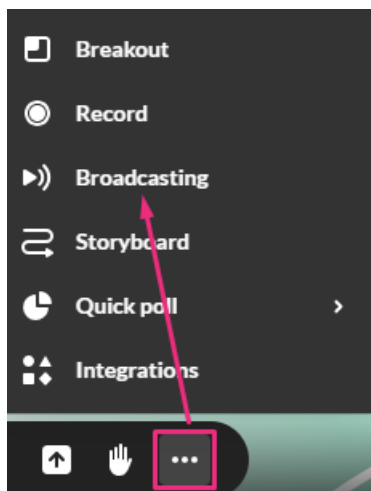 Breakout
Record
Broadcasting
Storyboard
Quick poll
Integrations